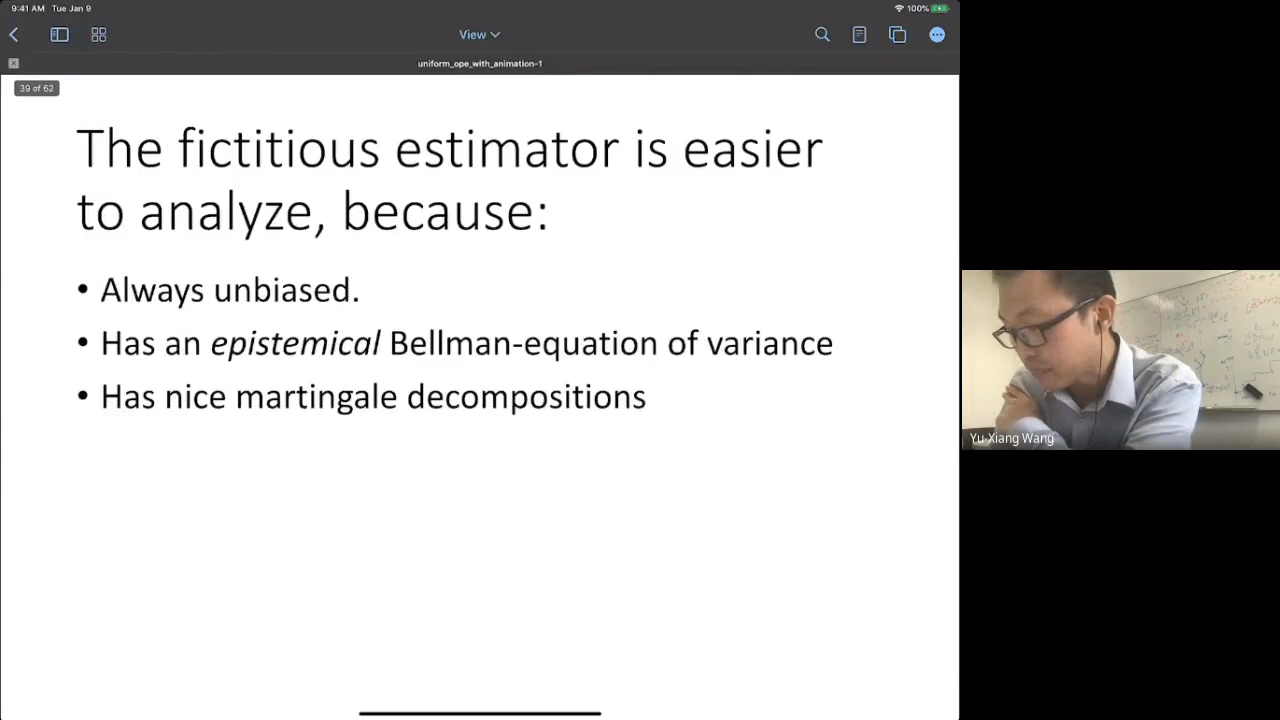 9:41 AM Tue Jan 9
100%
View
uniform_ope_with_animation-1
39 of 62
The fictitious estimator is easier
to analyze, because:
• Always unbiased.
• Has an epistemical Bellman-equation of variance
• Has nice martingale decompositions
Yu Xiang Wang